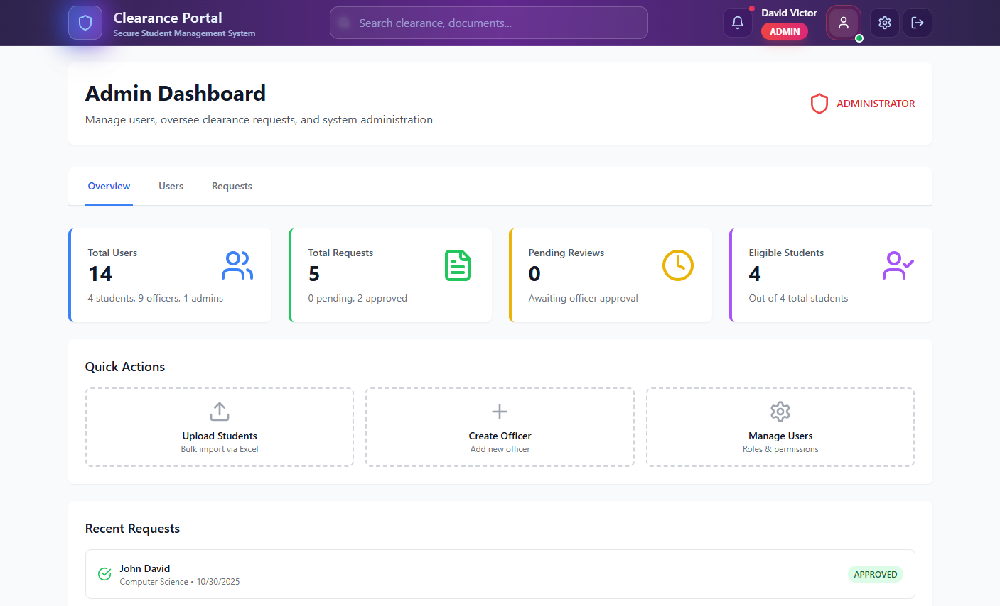 Clearance Portal
Secure Student Management System
Search clearance, documents...
David Victor
ADMIN
Admin Dashboard
Manage users, oversee clearance requests, and system administration
ADMINISTRATOR
Overview
Users
Requests
Total Users
14
4 students, 9 officers, 1 admins
Total Requests
5
0 pending, 2 approved
Pending Reviews
0
Awaiting officer approval
Eligible Students
4
Out of 4 total students
Quick Actions
Upload Students
Bulk import via Excel
Create Officer
Add new officer
Manage Users
Roles & permissions
Recent Requests
John David
Computer Science • 10/30/2025
APPROVED